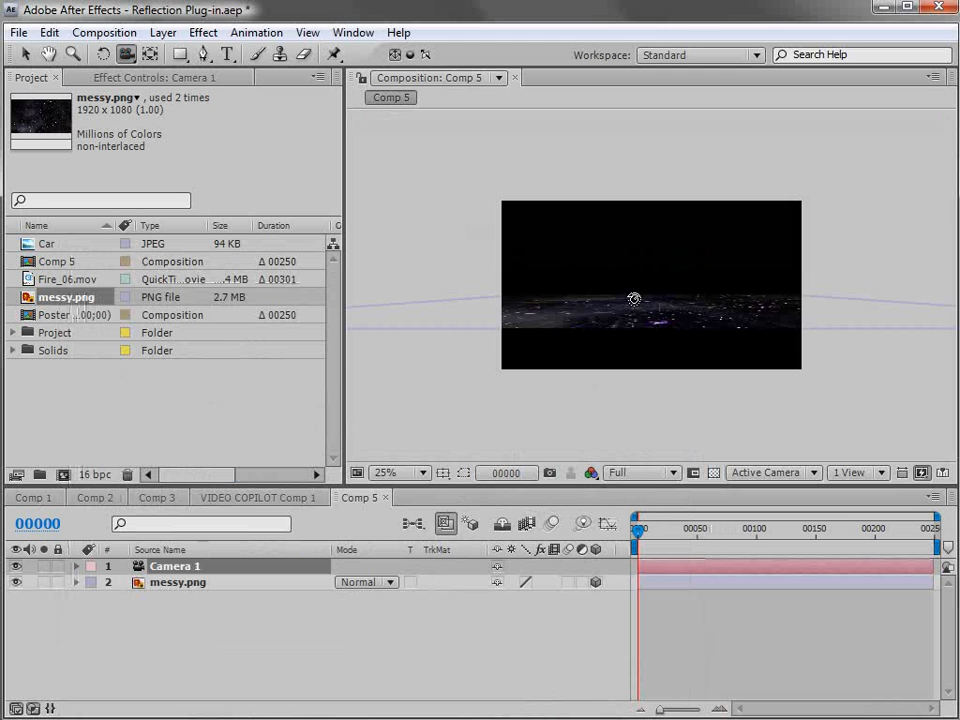 Adobe After Effects - Reflection Plug-in.aep *
File Edit Composition Layer Effect Animation View Window Help
Workspace: Standard Search Help
Project × Effect Controls: Camera 1 Composition: Comp 5 ×
Comp 5
messy.png▾ , used 2 times
1920 x 1080 (1.00)
Millions of Colors
non-interlaced
Name Type Size Duration
Car JPEG 94 KB
Comp 5 Composition Δ 00250
Fire_06.mov QuickTi...ovie ....4 MB Δ 00301
messy.png PNG file 2.7 MB
Poster ...00;00) Composition Δ 00250
Project Folder
Solids Folder
16 bpc 25% 00000 Full Active Camera 1 View
Comp 1 Comp 2 Comp 3 VIDEO COPILOT Comp 1 Comp 5 ×
00000 00050 00100 00150 00200 0025
# Source Name Mode T TrkMat
1 Camera 1
2 messy.png Normal